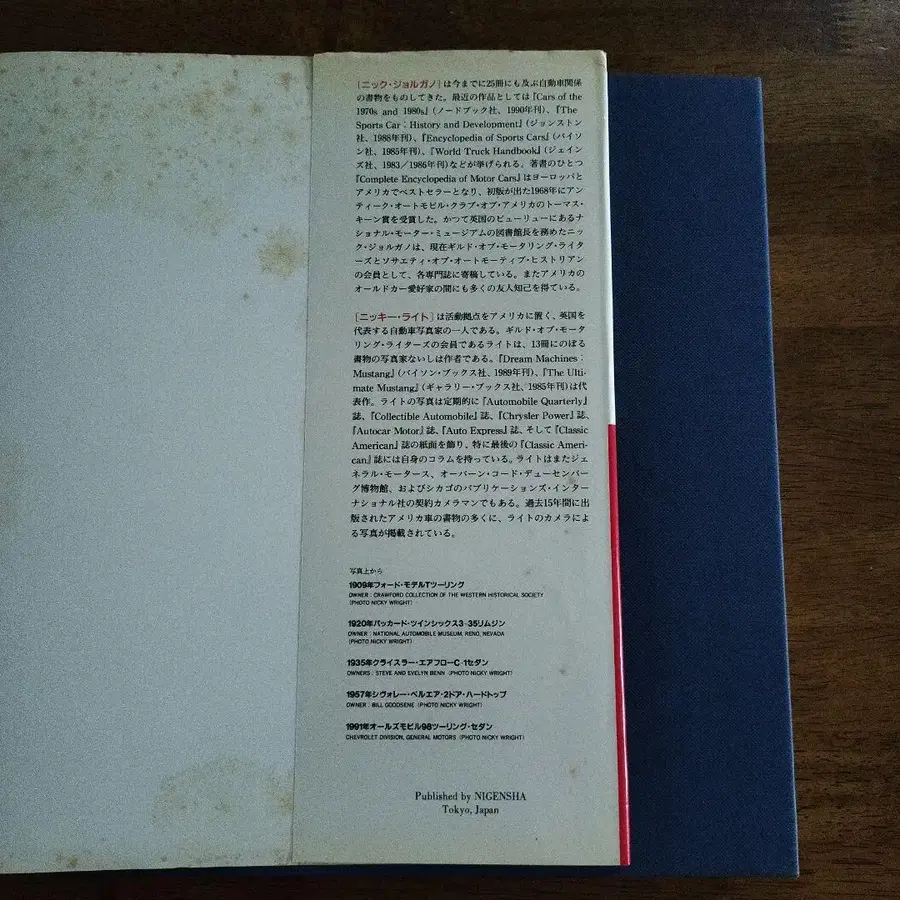 ［ニック・ジョルガノ］は今までに25冊にも及ぶ自動車関係
の書物をものしてきた。最近の作品としては『Cars of the
1970s and 1980s』(ノードブック社、1990年刊)、『The
Sports Car : History and Development』(ジョンストン
社、1988年刊)、『Encyclopedia of Sports Cars』(バイソ
ン社、1985年刊)、『World Truck Handbook』(ジェイン
ズ社、1983／1986年刊)などが挙げられる。著書のひとつ
『Complete Encyclopedia of Motor Cars』はヨーロッパと
アメリカでベストセラーとなり、初版が出た1968年にアン
ティーク・オートモビル・クラブ・オブ・アメリカのトーマス・
キーン賞を受賞した。かつて英国のビューリューにあるナ
ショナル・モーター・ミュージアムの図書館長を務めたニッ
ク・ジョルガノは、現在ギルド・オブ・モータリング・ライタ
ーズとソサエティ・オブ・オートモーティブ・ヒストリアン
の会員として、各専門誌に寄稿している。またアメリカの
オールドカー愛好家の間にも多くの友人知己を得ている。
［ニッキー・ライト］は活動拠点をアメリカに置く、英国を
代表する自動車写真家の一人である。ギルド・オブ・モータ
リング・ライターズの会員であるライトは、13冊にのぼる
書物の写真家ないしは作者である。『Dream Machines :
Mustang』(バイソン・ブックス社、1989年刊)、『The Ulti-
mate Mustang』(ギャラリー・ブックス社、1985年刊)は代
表作。ライトの写真は定期的に『Automobile Quarterly』
誌、『Collectible Automobile』誌、『Chrysler Power』誌、
『Autocar Motor』誌、『Auto Express』誌、そして『Classic
American』誌の紙面を飾り、特に最後の『Classic Ameri-
can』誌には自身のコラムを持っている。ライトはまたジェ
ネラル・モータース、オーバーン・コード・デューセンバー
グ博物館、およびシカゴのパブリケーションズ・インター
ナショナル社の契約カメラマンでもある。過去15年間に出
版されたアメリカ車の書物の多くに、ライトのカメラによ
る写真が掲載されている。
写真上から
1909年フォード・モデルTツーリング
OWNER : CRAWFORD COLLECTION OF THE WESTERN HISTORICAL SOCIETY
(PHOTO NICKY WRIGHT)
1920年パッカード・ツインシックス3-35リムジン
OWNER : NATIONAL AUTOMOBILE MUSEUM, RENO, NEVADA
(PHOTO NICKY WRIGHT)
1935年クライスラー・エアフローC-1セダン
OWNERS : STEVE AND EVELYN BENN (PHOTO NICKY WRIGHT)
1957年シヴォレー・ベルエア・2ドア・ハードトップ
OWNER : BILL GOODSENE (PHOTO NICKY WRIGHT)
1991年オールズモビル98ツーリング・セダン
CHEVROLET DIVISION, GENERAL MOTORS (PHOTO NICKY WRIGHT)
Published by NIGENSHA
Tokyo, Japan